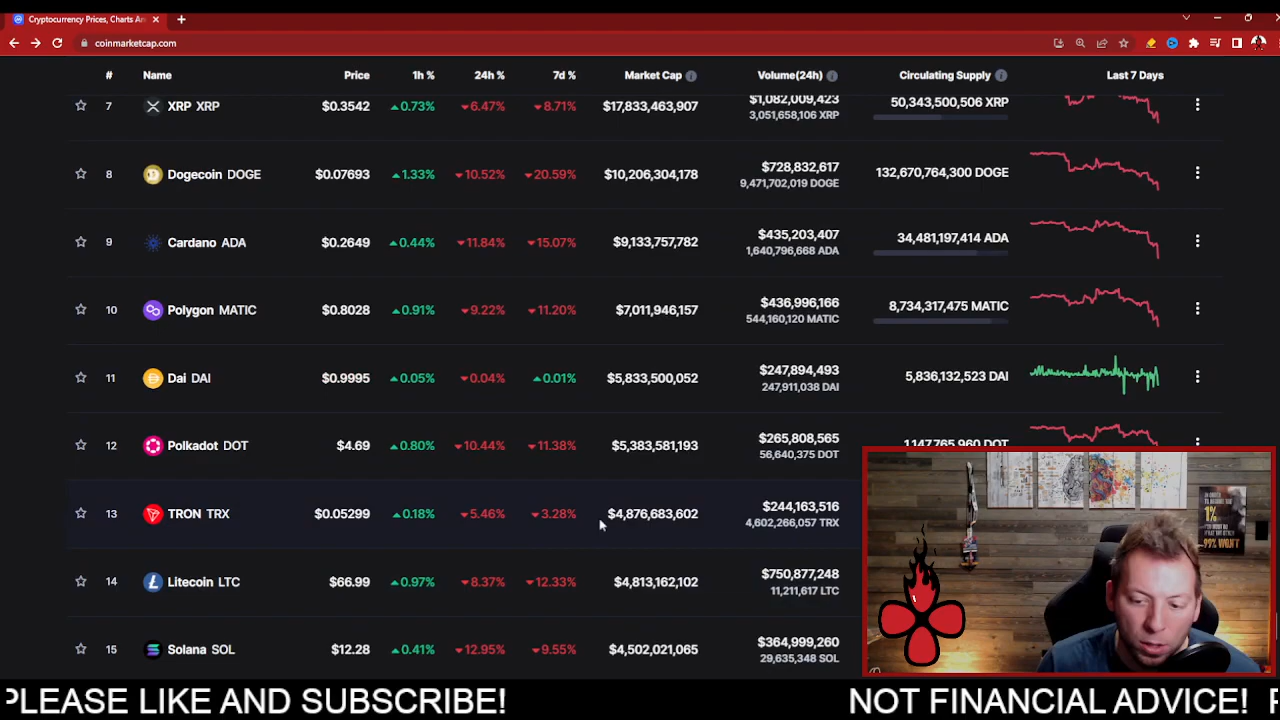 Cryptocurrency Prices, Charts An
coinmarketcap.com
# Name Price 1h % 24h % 7d % Market Cap Volume(24h) Circulating Supply Last 7 Days
7 XRP XRP $0.3542 0.73% 6.47% 8.71% $17,833,463,907 $1,082,009,423 50,343,500,506 XRP
3,051,658,106 XRP
8 Dogecoin DOGE $0.07693 1.33% 10.52% 20.59% $10,206,304,178 $728,832,617 132,670,764,300 DOGE
9,471,702,019 DOGE
9 Cardano ADA $0.2649 0.44% 11.84% 15.07% $9,133,757,782 $435,203,407 34,481,197,414 ADA
1,640,796,668 ADA
10 Polygon MATIC $0.8028 0.91% 9.22% 11.20% $7,011,946,157 $436,996,166 8,734,317,475 MATIC
544,160,120 MATIC
11 Dai DAI $0.9995 0.05% 0.04% 0.01% $5,833,500,052 $247,894,493 5,836,132,523 DAI
247,911,038 DAI
12 Polkadot DOT $4.69 0.80% 10.44% 11.38% $5,383,581,193 $265,808,565 1,147,765,960 DOT
56,640,375 DOT
13 TRON TRX $0.05299 0.18% 5.46% 3.28% $4,876,683,602 $244,163,516
4,602,266,057 TRX
14 Litecoin LTC $66.99 0.97% 8.37% 12.33% $4,813,162,102 $750,877,248
11,211,617 LTC
15 Solana SOL $12.28 0.41% 12.95% 9.55% $4,502,021,065 $364,999,260
29,635,348 SOL
1%
PLEASE LIKE AND SUBSCRIBE! NOT FINANCIAL ADVICE!